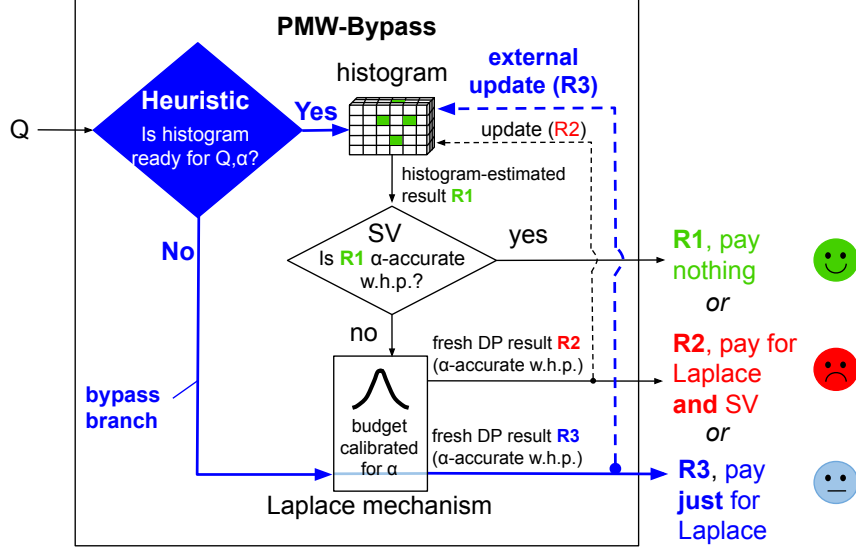 PMW-Bypass
Q
Heuristic
Is histogram
ready for Q,α?
Yes
No
histogram
external
update (R3)
update (R2)
histogram-estimated
result R1
SV
Is R1 α-accurate
w.h.p.?
yes
no
R1, pay
nothing
or
fresh DP result R2
(α-accurate w.h.p.)
R2, pay for
Laplace
and SV
or
bypass
branch
budget
calibrated
for α
fresh DP result R3
(α-accurate w.h.p.)
Laplace mechanism
R3, pay
just for
Laplace